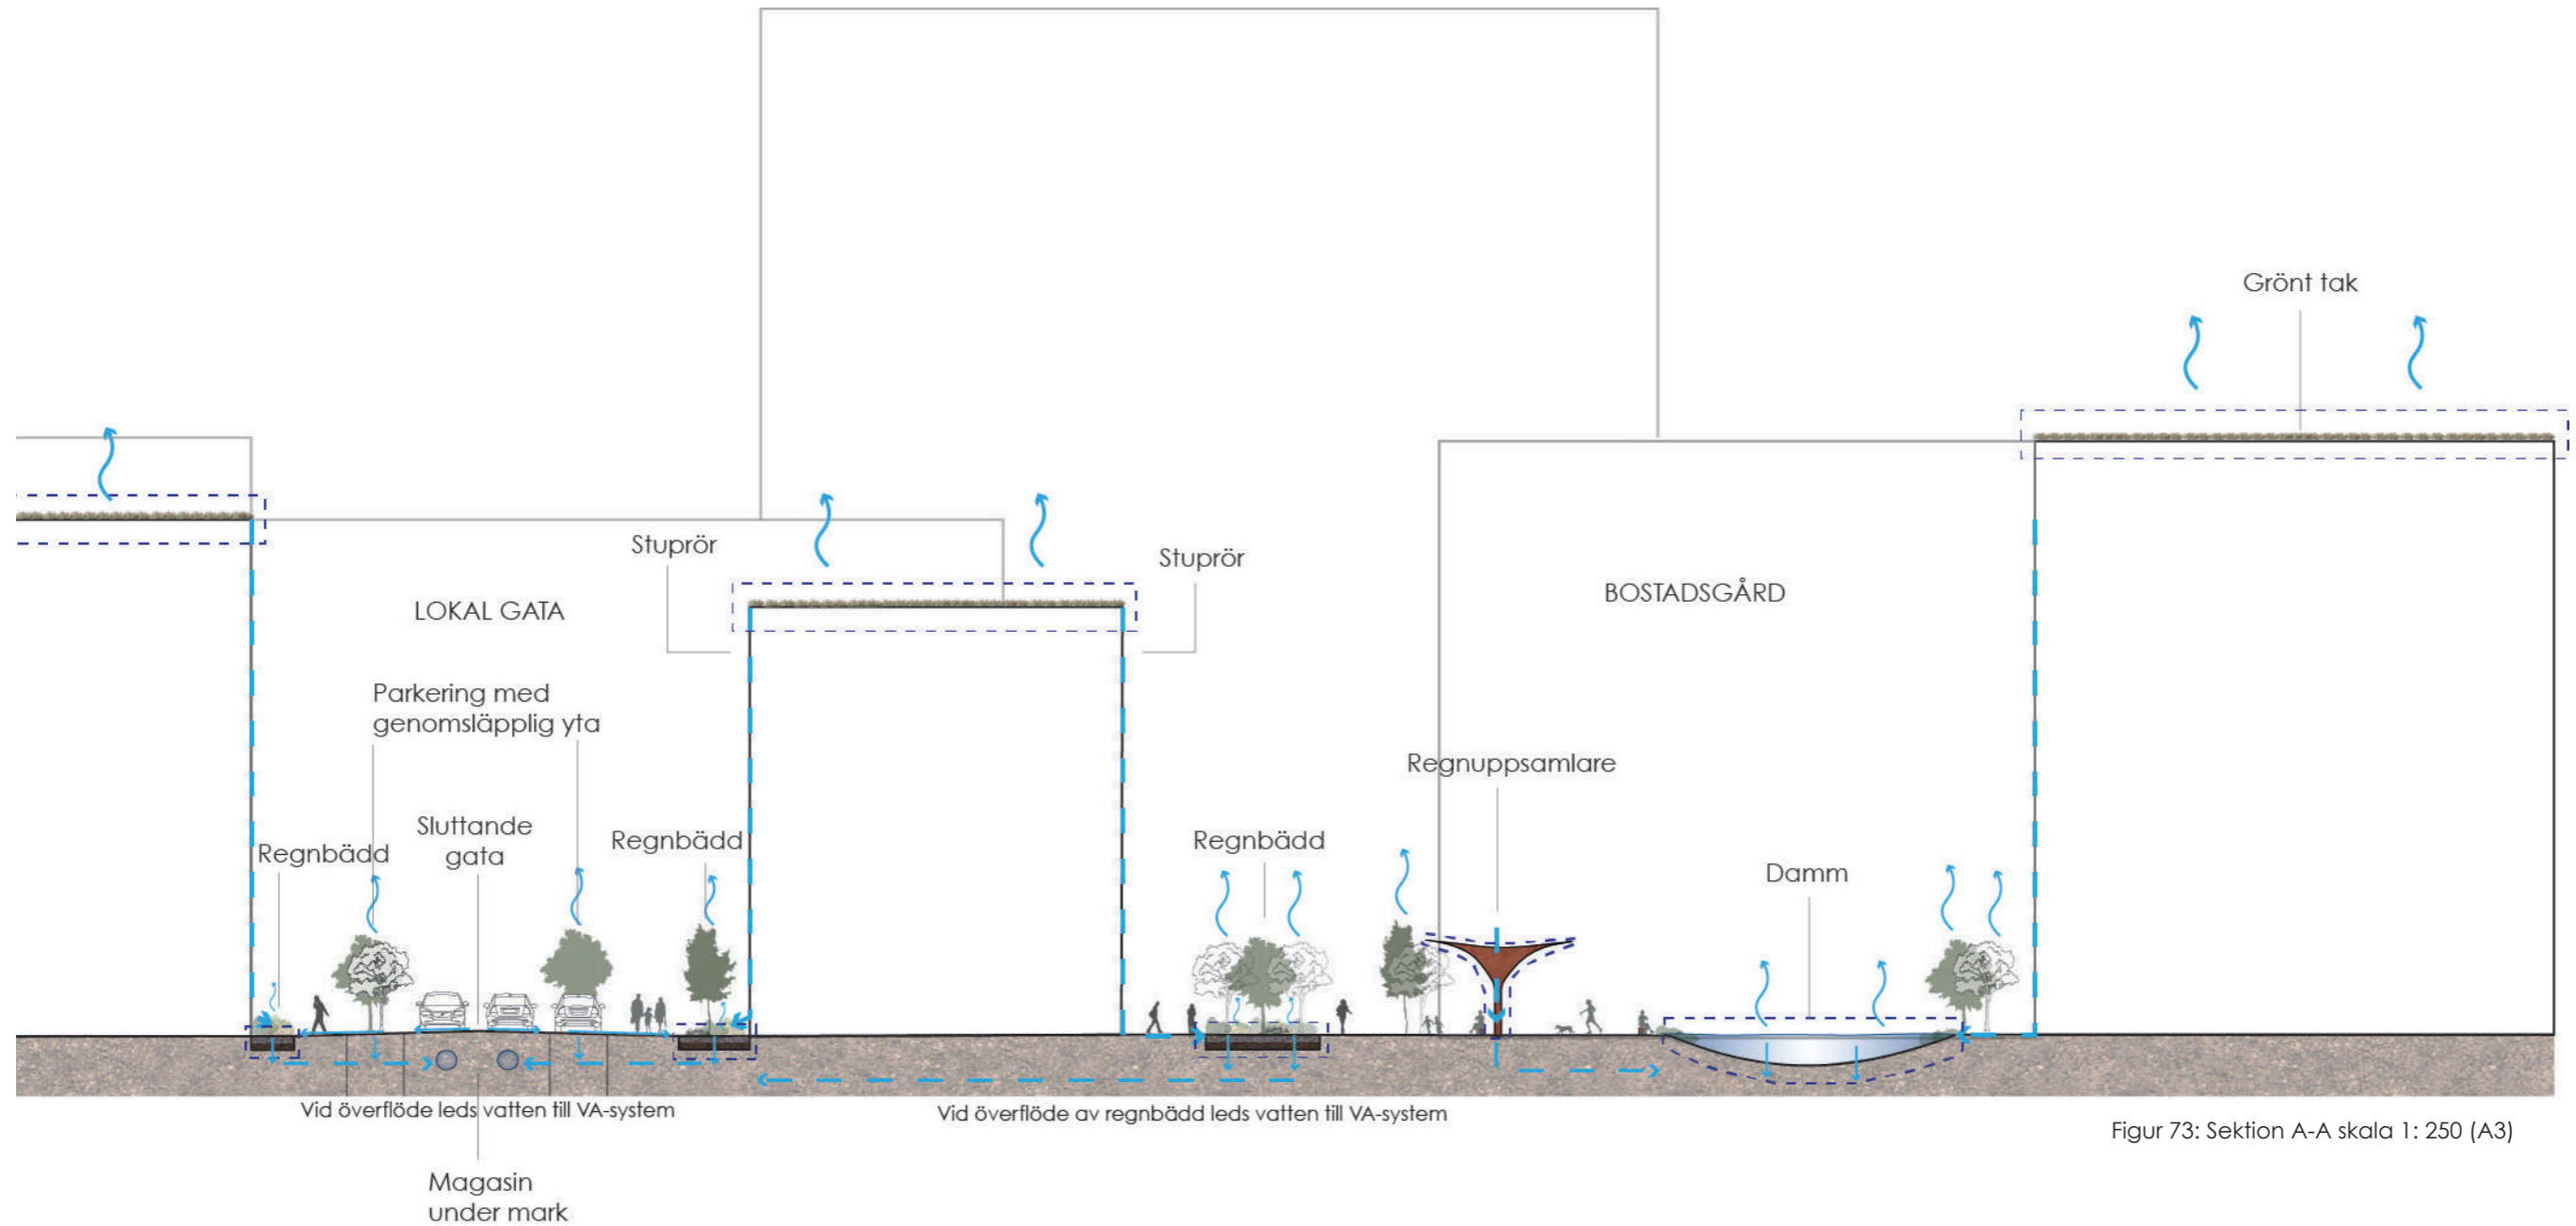 Grönt tak
Stuprör
Stuprör
BOSTADSGÅRD
LOKAL GATA
Parkering med
genomsläpplig yta
Regnuppsamlare
Sluttande
gata
Regnbädd
Regnbädd
Regnbädd
Damm
Vid överflöde leds vatten till VA-system
Vid överflöde av regnbädd leds vatten till VA-system
Figur 73: Sektion A-A skala 1: 250 (A3)
Magasin
under mark